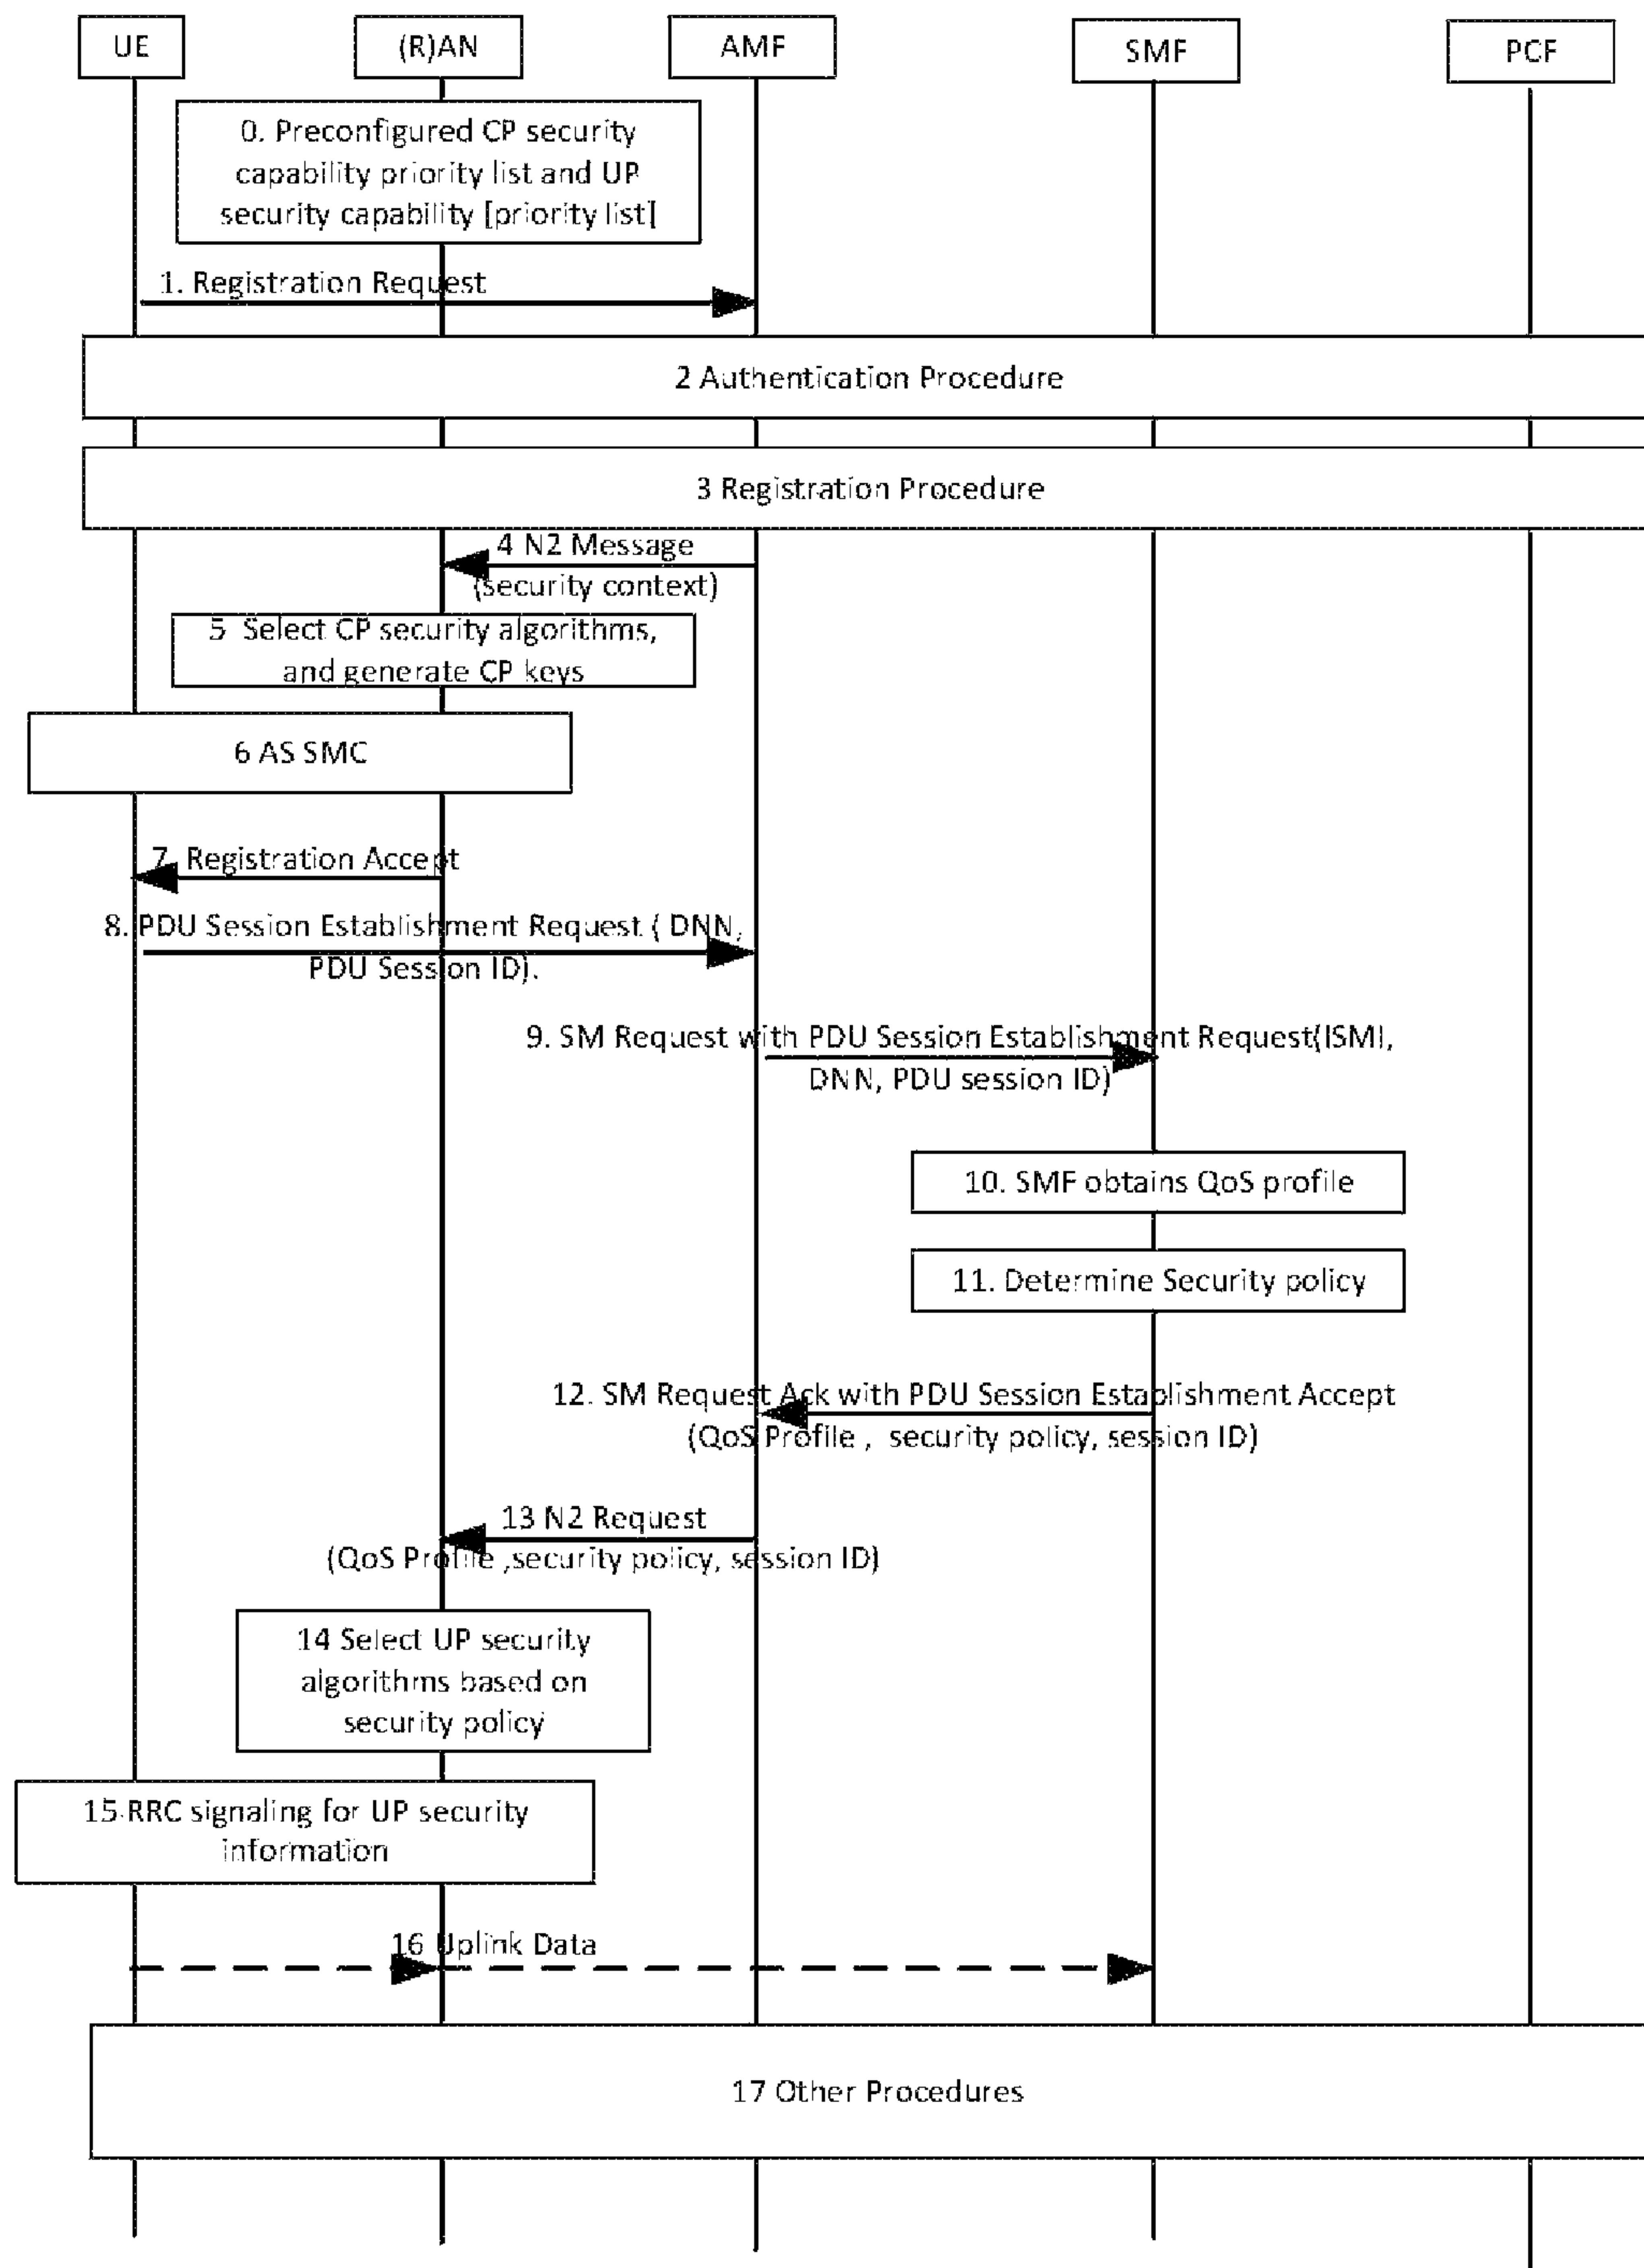 UE
(R)AN
AMF
SMF
PCF
0. Preconfigured CP security
capability priority list and UP
security capability [priority list[
1. Registration Request
2 Authentication Procedure
3 Registration Procedure
4 N2 Message
(security context)
5 Select CP security algorithms,
and generate CP keys
6 AS SMC
7. Registration Accept
8. PDU Session Establishment Request ( DNN,
PDU Session ID).
9. SM Request with PDU Session Establishment Request(ISMI,
DNN, PDU session ID)
10. SMF obtains QoS profile
11. Determine Security policy
12. SM Request Ack with PDU Session Establishment Accept
(QoS Profile , security policy, session ID)
13 N2 Request
(QoS Profile ,security policy, session ID)
14 Select UP security
algorithms based on
security policy
15 RRC signaling for UP security
information
16 Uplink Data
17 Other Procedures